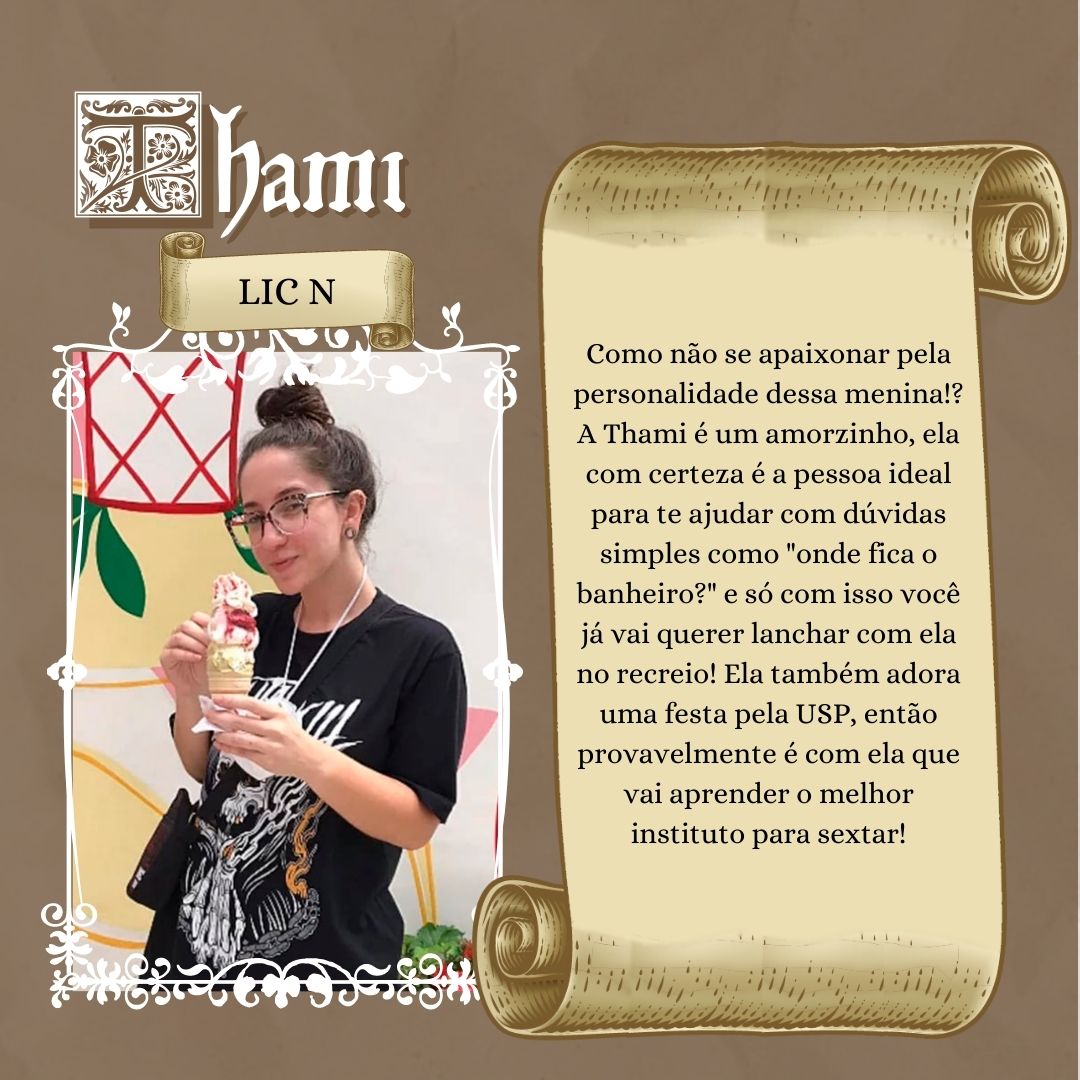 Thami
LIC N
Como não se apaixonar pela
personalidade dessa menina!?
A Thami é um amorzinho, ela
com certeza é a pessoa ideal
para te ajudar com dúvidas
simples como "onde fica o
banheiro?" e só com isso você
já vai querer lanchar com ela
no recreio! Ela também adora
uma festa pela USP, então
provavelmente é com ela que
vai aprender o melhor
instituto para sextar!